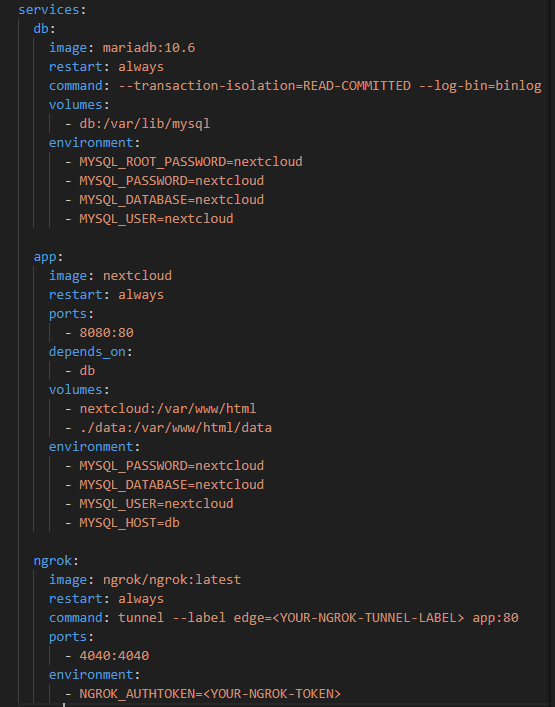 services:
db:
image: mariadb:10.6
restart: always
command: --transaction-isolation=READ-COMMITTED --log-bin=binlog
volumes:
- db:/var/lib/mysql
environment:
- MYSQL_ROOT_PASSWORD=nextcloud
- MYSQL_PASSWORD=nextcloud
- MYSQL_DATABASE=nextcloud
- MYSQL_USER=nextcloud
app:
image: nextcloud
restart: always
ports:
- 8080:80
depends_on:
- db
volumes:
- nextcloud:/var/www/html
- ./data:/var/www/html/data
environment:
- MYSQL_PASSWORD=nextcloud
- MYSQL_DATABASE=nextcloud
- MYSQL_USER=nextcloud
- MYSQL_HOST=db
ngrok:
image: ngrok/ngrok:latest
restart: always
command: tunnel --label edge=<YOUR-NGROK-TUNNEL-LABEL> app:80
ports:
- 4040:4040
environment:
- NGROK_AUTHTOKEN=<YOUR-NGROK-TOKEN>